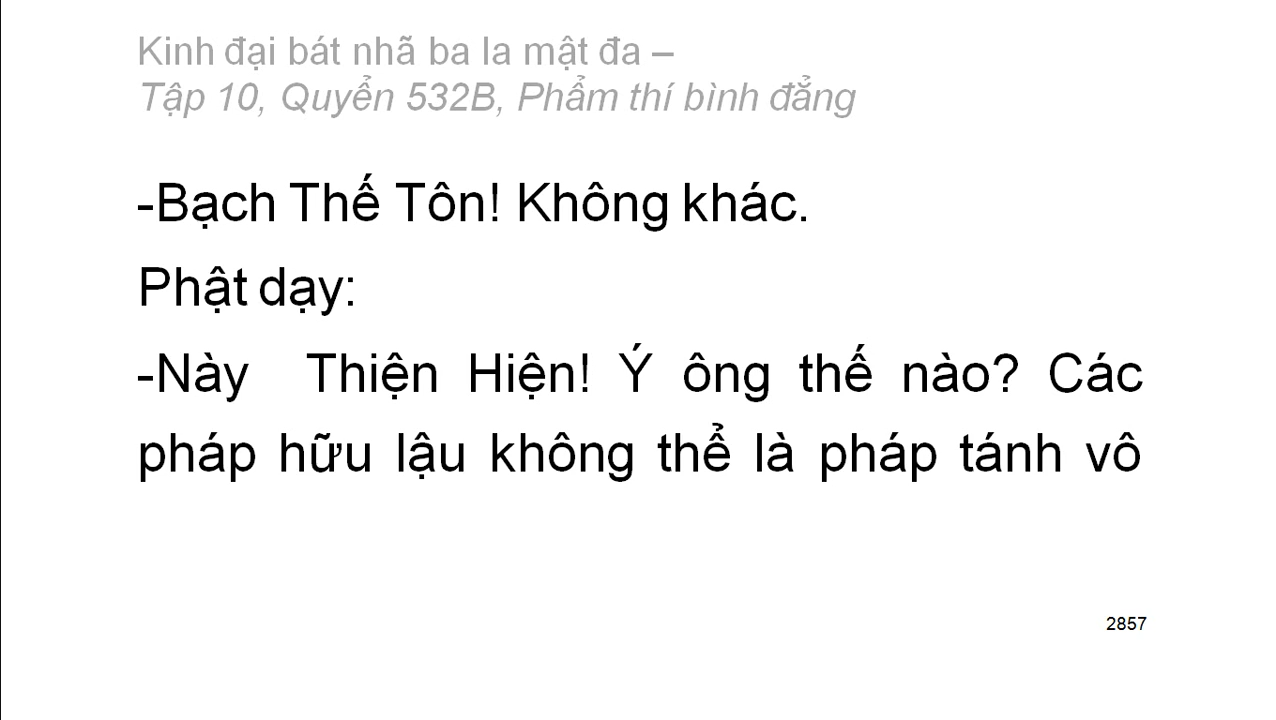 Kinh đại bát nhã ba la mật đa –
Tập 10, Quyển 532B, Phẩm thí bình đẳng
-Bạch Thế Tôn! Không khác.
Phật dạy:
-Này Thiện Hiện! Ý ông thế nào? Các
pháp hữu lậu không thể là pháp tánh vô
2857